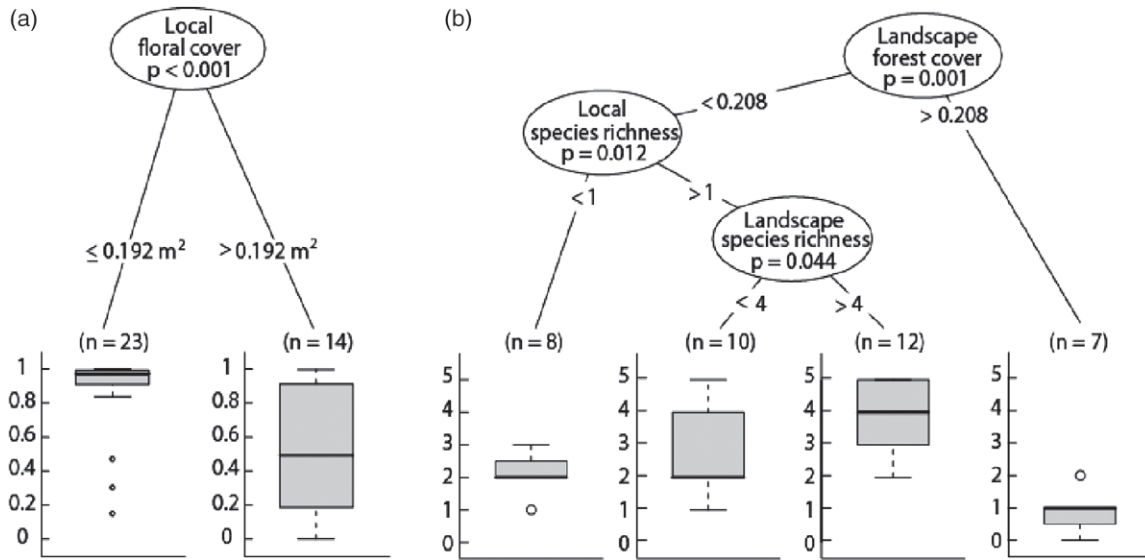 (a)
Local
floral cover
p < 0.001
≤ 0.192 m²
> 0.192 m²
(n = 23)
(n = 14)
1
0.8
0.6
0.4
0.2
0
1
0.8
0.6
0.4
0.2
0
(b)
Landscape
forest cover
p = 0.001
< 0.208
> 0.208
Local
species richness
p = 0.012
< 1
> 1
Landscape
species richness
p = 0.044
< 4
> 4
(n = 8)
(n = 10)
(n = 12)
(n = 7)
5
4
3
2
1
0
5
4
3
2
1
0
5
4
3
2
1
0
5
4
3
2
1
0